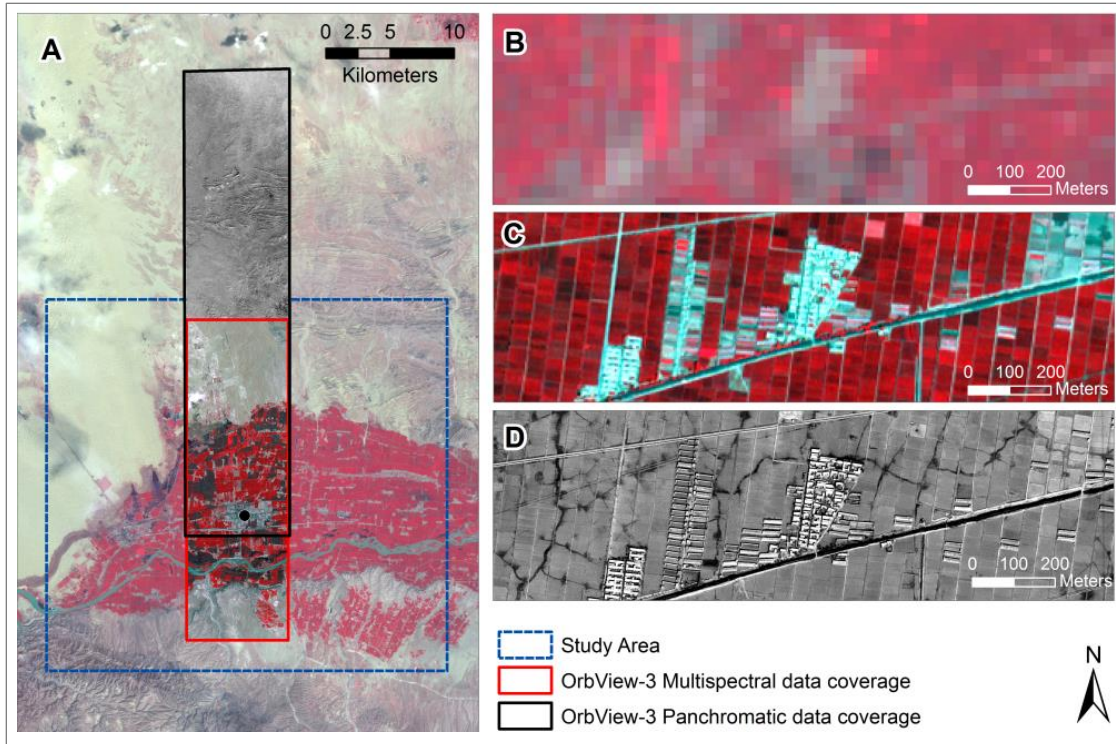 A
0 2.5 5 10
Kilometers
B
0 100 200
Meters
C
0 100 200
Meters
D
0 100 200
Meters
Study Area
OrbView-3 Multispectral data coverage
OrbView-3 Panchromatic data coverage
N